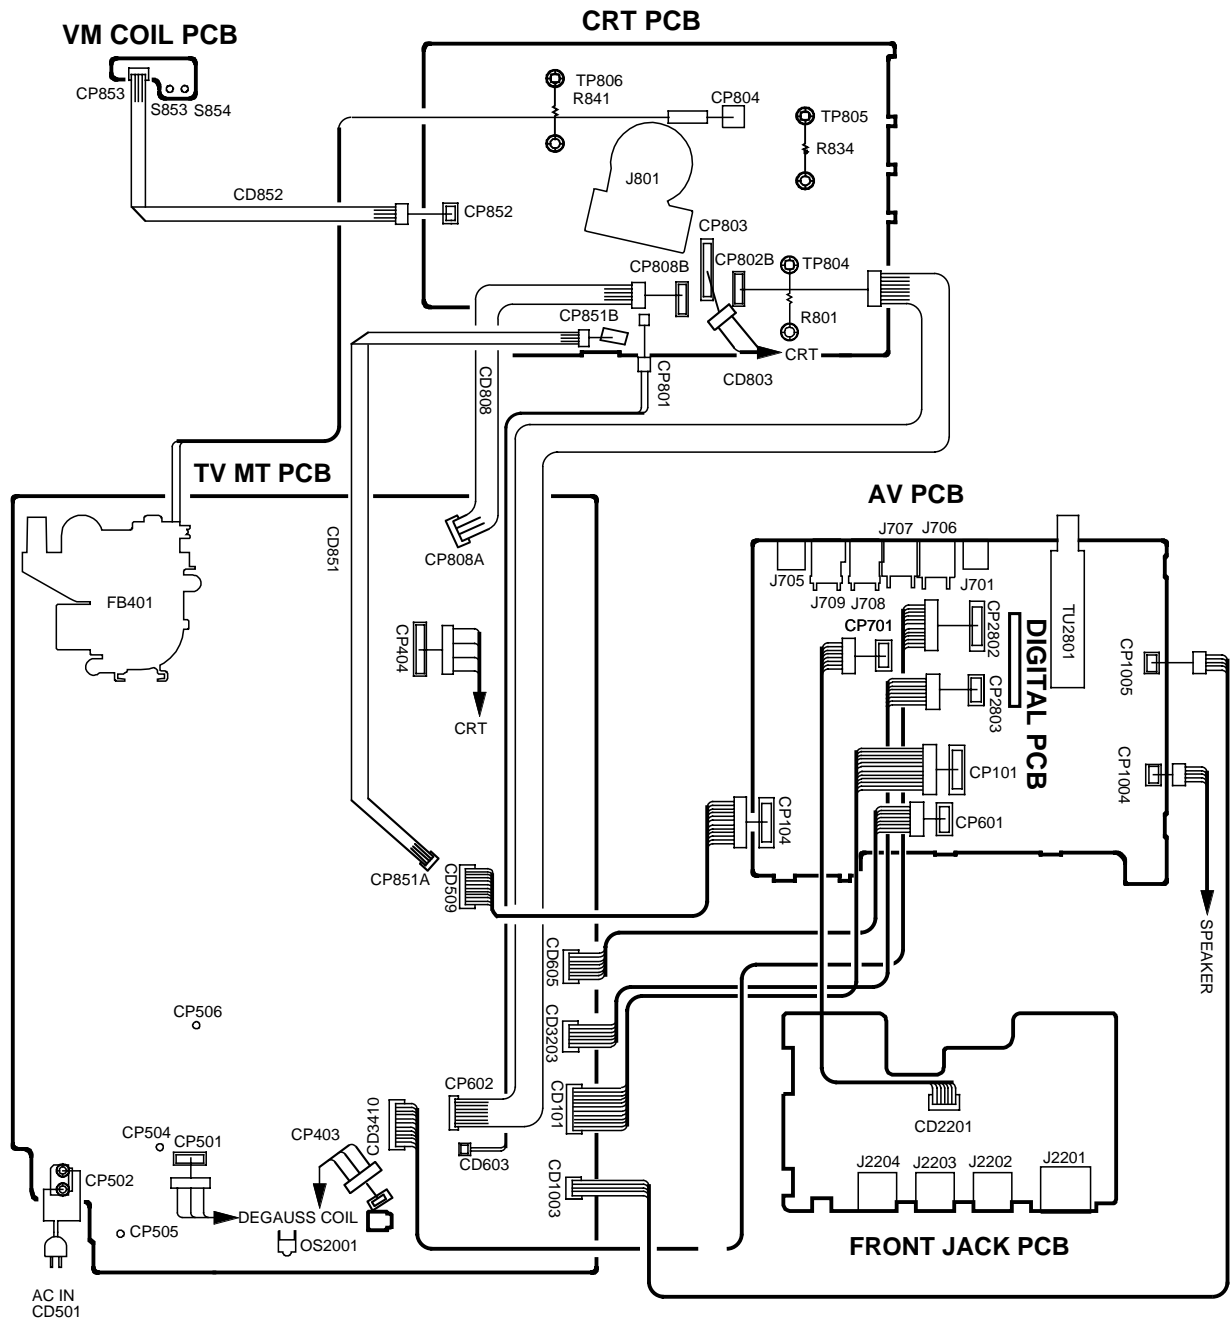 CRT PCB
VM COIL PCB
CP853
S853
S854
TP806
R841
CP804
TP805
R834
J801
CD852
CP852
CP803
CP808B
CP802B
TP804
CP851B
R801
CRT
CD803
CP801
CD808
TV MT PCB
AV PCB
CD851
CP808A
FB401
J705
J709
J708
J707
J706
J701
CP404
CRT
CP701
CP2802
CP2803
DIGITAL PCB
TU2801
CP1005
CP1004
CP101
CP601
CP104
CP851A
CD509
CD605
SPEAKER
CP506
CD3203
CP602
CD101
CD3410
CP504
CP501
CP403
CD603
CP502
CD1003
CD2201
J2204
J2203
J2202
J2201
DEGAUSS COIL
CP505
OS2001
FRONT JACK PCB
AC IN
CD501